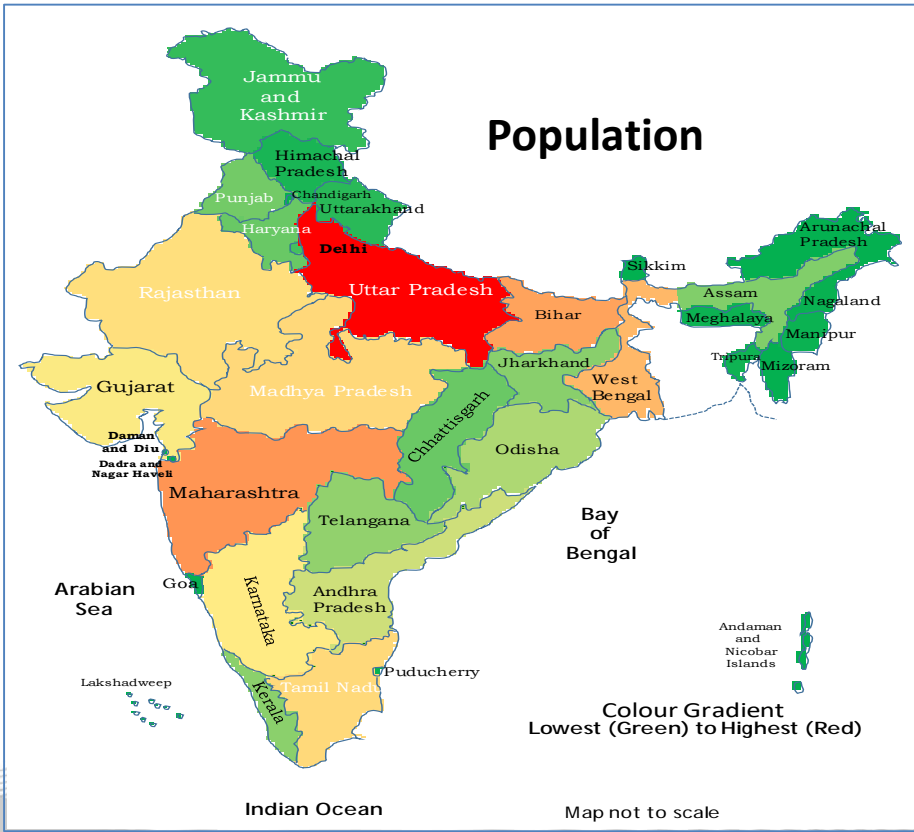 Jammu
and
Kashmir
Population
Himachal
Pradesh
Punjab
Chandigarh
Uttarakhand
Haryana
Delhi
Arunachal
Pradesh
Sikkim
Rajasthan
Uttar Pradesh
Assam
Nagaland
Bihar
Meghalaya
Manipur
Jharkhand
Tripura
Mizoram
Gujarat
Madhya Pradesh
West
Bengal
Chhattisgarh
Daman
and Diu
Dadra and
Nagar Haveli
Odisha
Maharashtra
Telangana
Bay
of
Bengal
Goa
Arabian
Sea
Karnataka
Andhra
Pradesh
Andaman
and
Nicobar
Islands
Puducherry
Lakshadweep
Kerala
Tamil Nadu
Colour Gradient
Lowest (Green) to Highest (Red)
Indian Ocean
Map not to scale